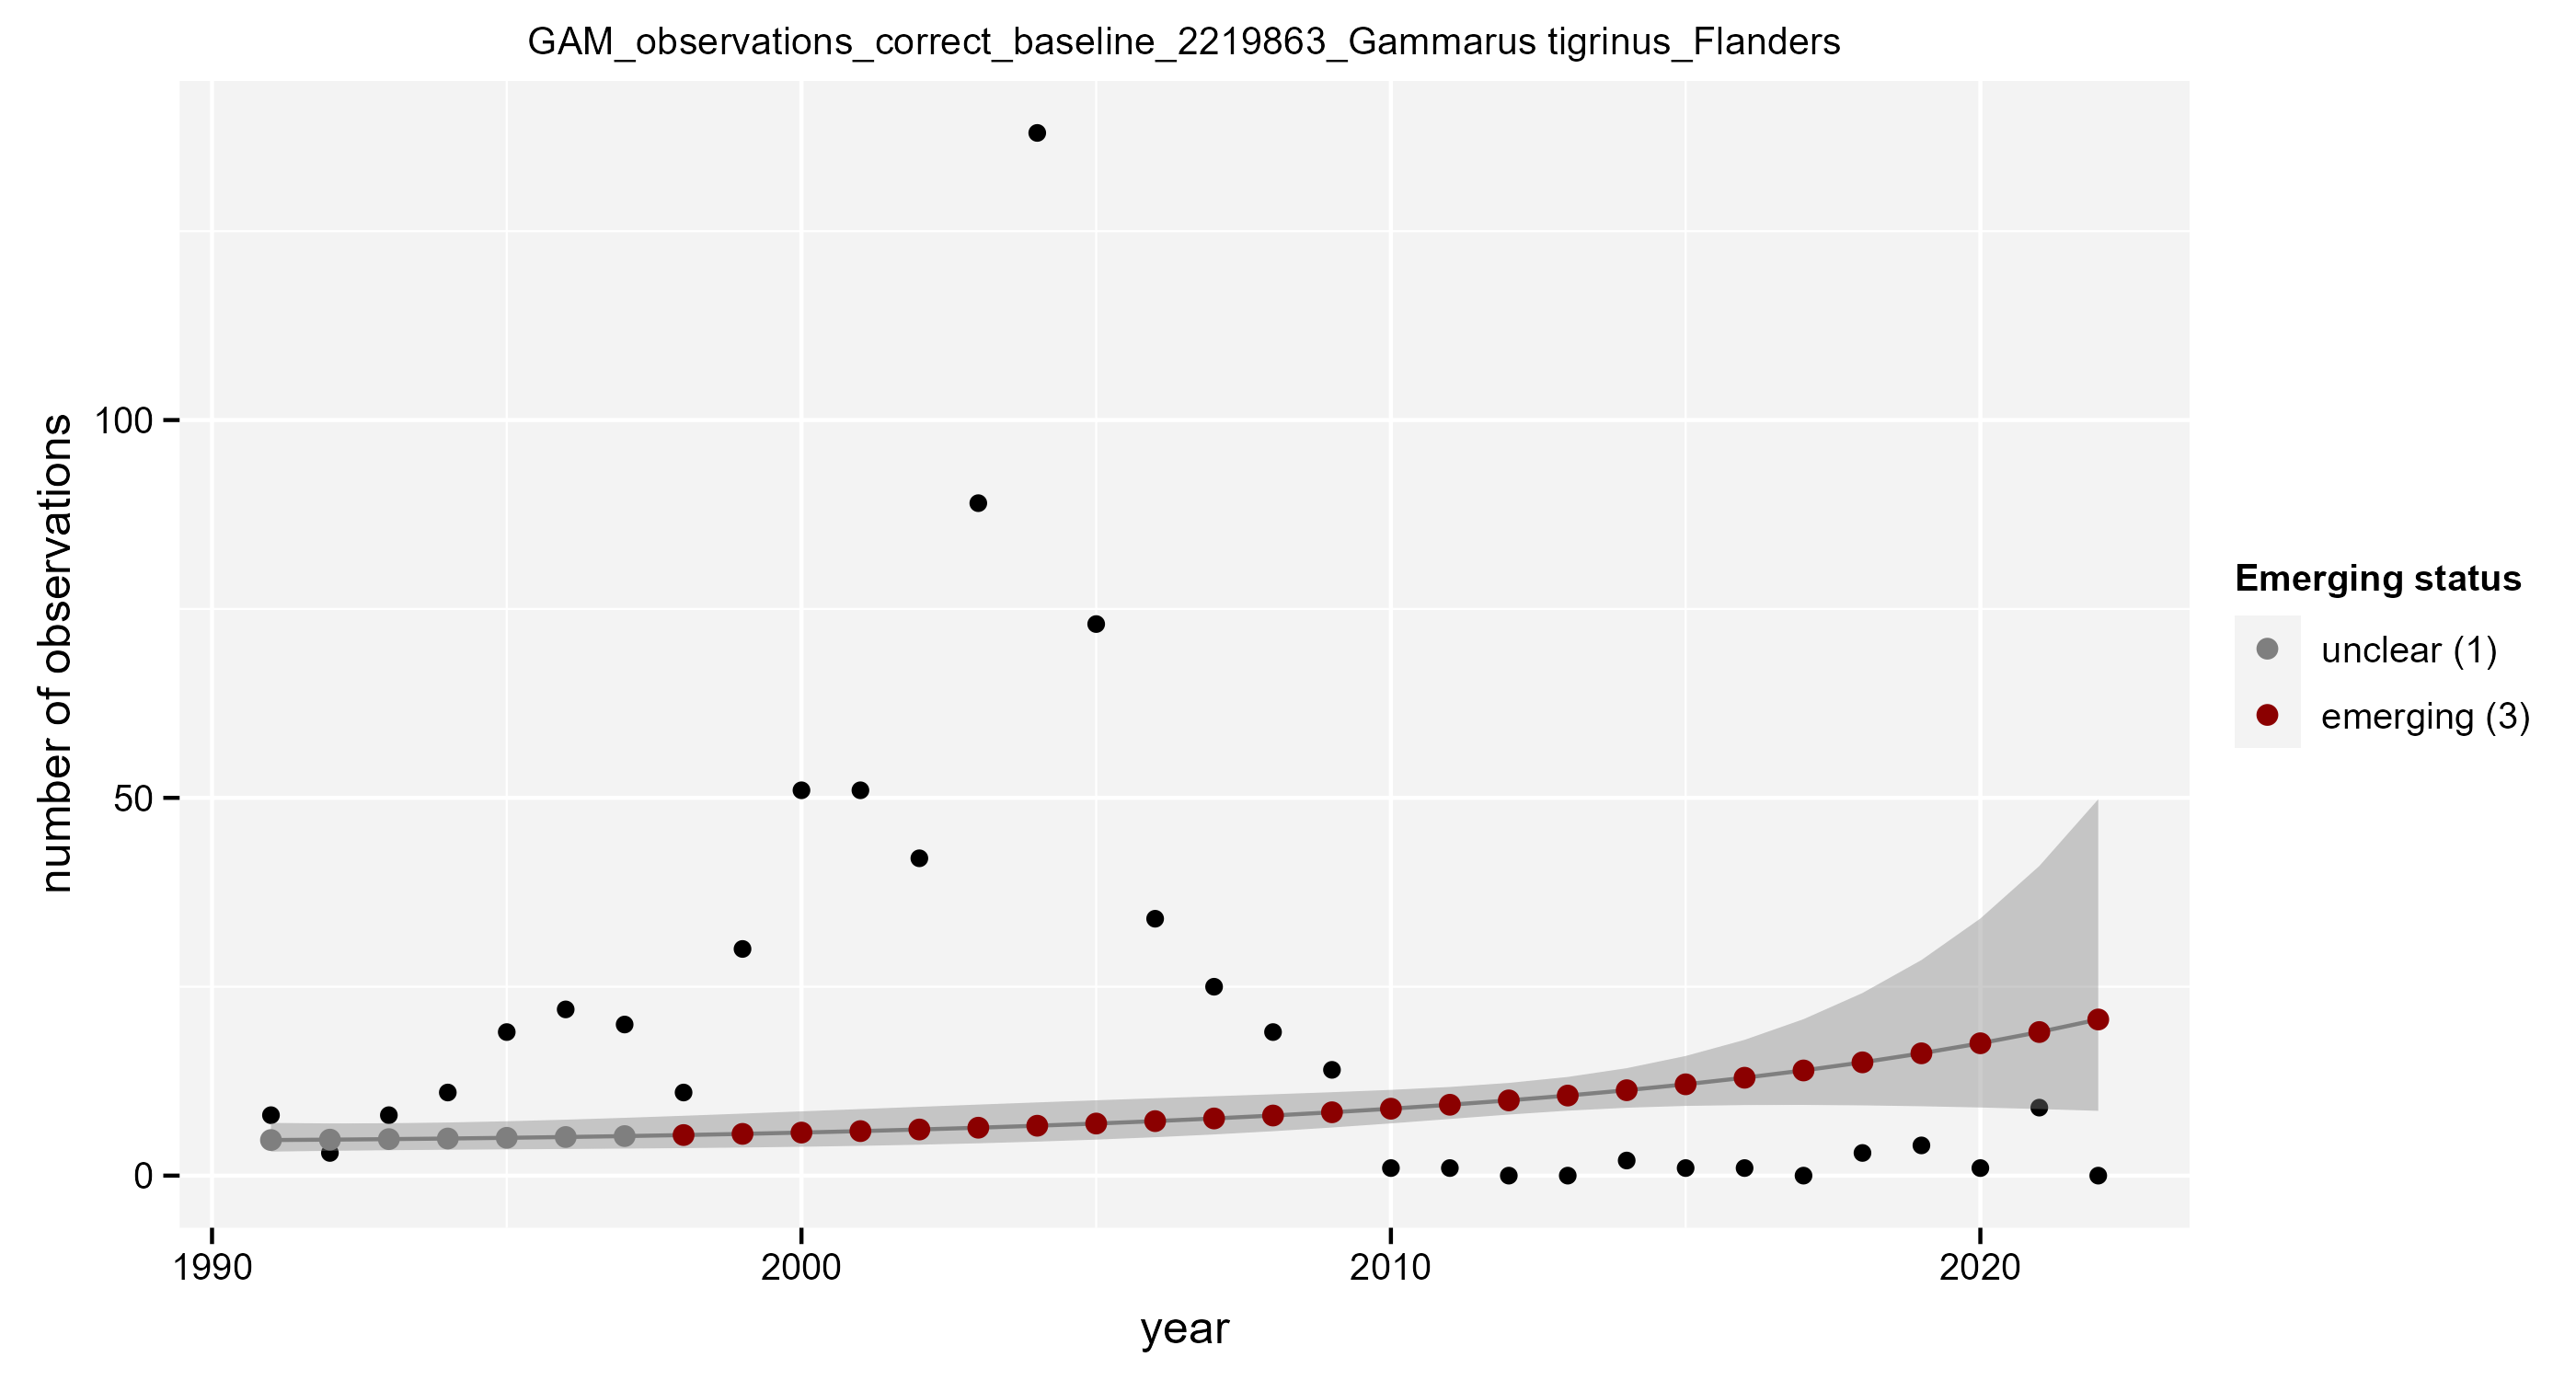 GAM_observations_correct_baseline_2219863_Gammarus tigrinus_Flanders
number of observations
100
50
0
1990
2000
2010
2020
year
Emerging status
unclear (1)
emerging (3)